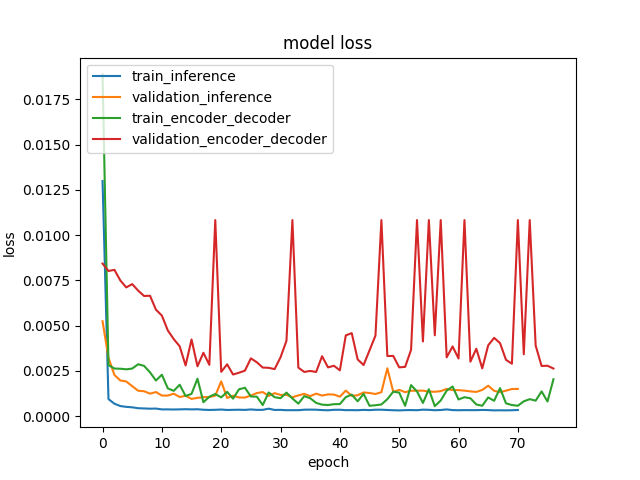 model loss
train_inference
validation_inference
train_encoder_decoder
validation_encoder_decoder
loss
0.0175
0.0150
0.0125
0.0100
0.0075
0.0050
0.0025
0.0000
0 10 20 30 40 50 60 70
epoch